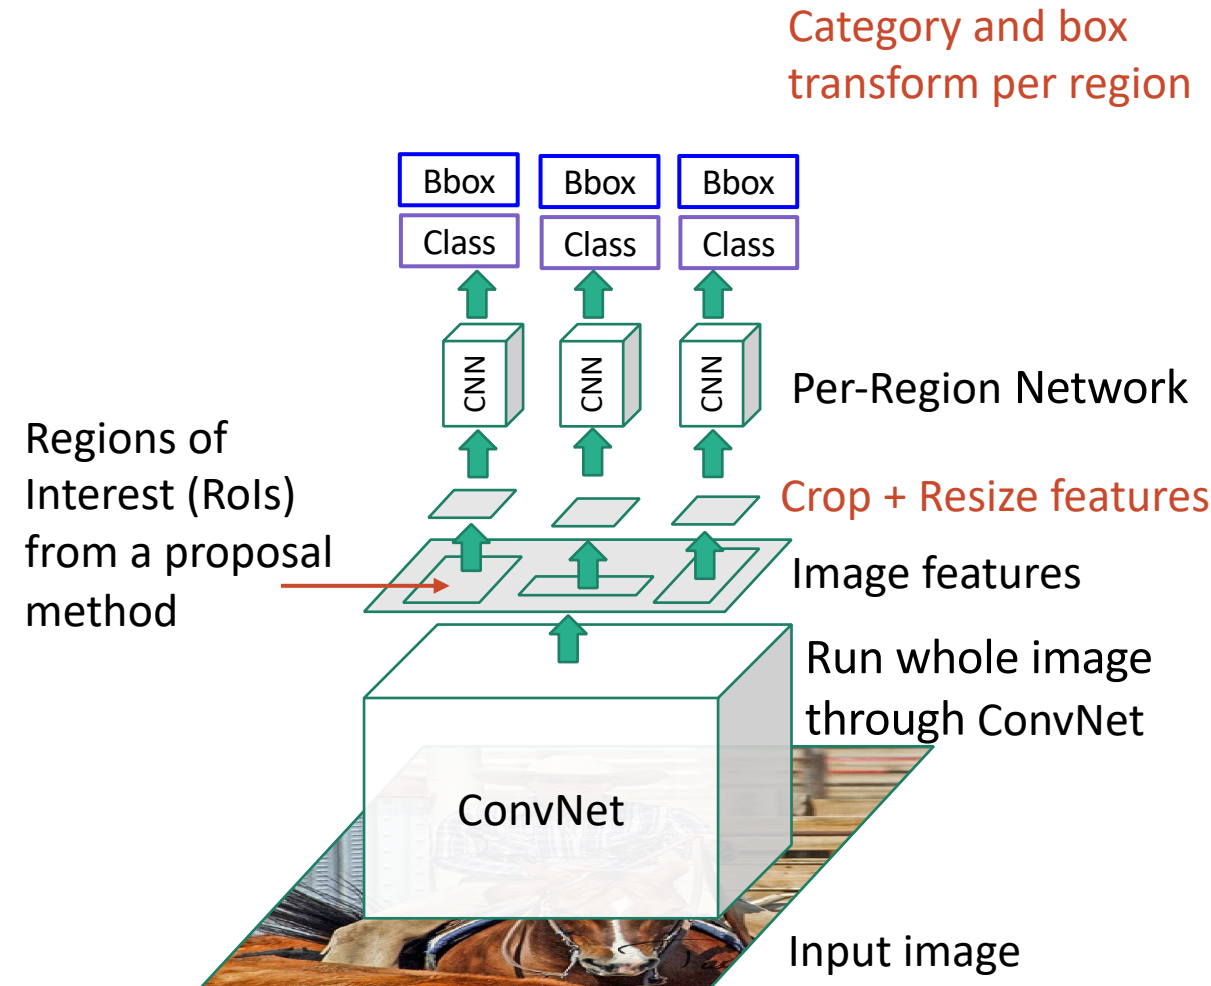 Category and box
transform per region
Bbox
Bbox
Bbox
Class
Class
Class
CNN
CNN
CNN
Per-Region Network
Regions of
Interest (RoIs)
from a proposal
method
Crop + Resize features
Image features
Run whole image
through ConvNet
ConvNet
Input image